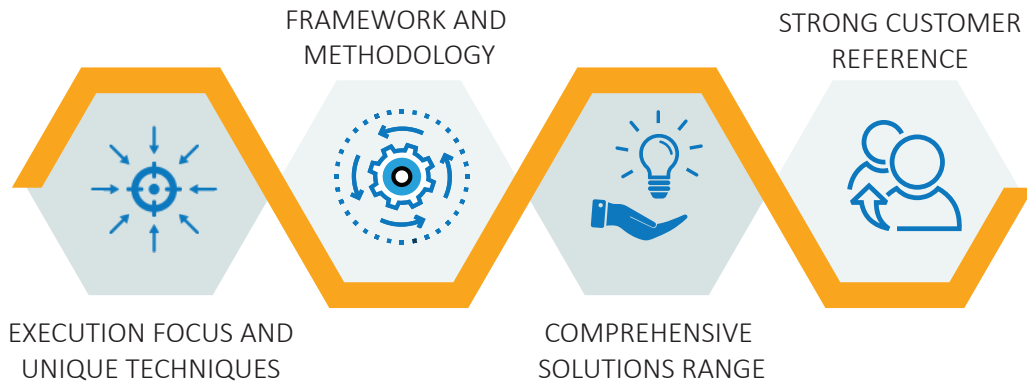 FRAMEWORK AND
METHODOLOGY
STRONG CUSTOMER
REFERENCE
EXECUTION FOCUS AND
UNIQUE TECHNIQUES
COMPREHENSIVE
SOLUTIONS RANGE